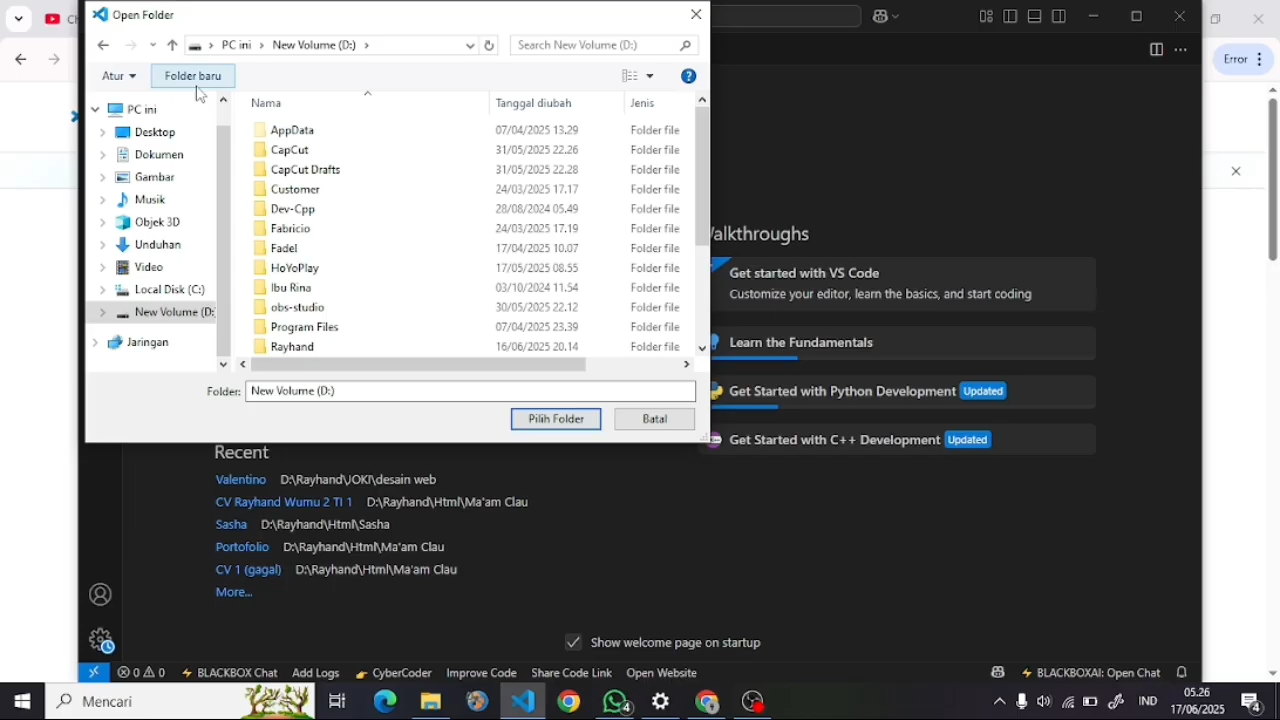 Open Folder
PC ini > New Volume (D:) >
Search New Volume (D:)
Error
Atur
Folder baru
Nama
Tanggal diubah
Jenis
PC ini
Desktop
Dokumen
Gambar
Musik
Objek 3D
Unduhan
Video
Local Disk (C:)
New Volume (D:
Jaringan
AppData 07/04/2025 13.29 Folder file
CapCut 31/05/2025 22.26 Folder file
CapCut Drafts 31/05/2025 22.28 Folder file
Customer 24/03/2025 17.17 Folder file
Dev-Cpp 28/08/2024 05.49 Folder file
Fabricio 24/03/2025 17.19 Folder file
Fadel 17/04/2025 10.07 Folder file
HoYoPlay 17/05/2025 08.55 Folder file
Ibu Rina 03/10/2024 11.54 Folder file
obs-studio 30/05/2025 22.12 Folder file
Program Files 07/04/2025 23.39 Folder file
Rayhand 16/06/2025 20.14 Folder file
Folder: New Volume (D:)
Pilih Folder
Batal
alkthroughs
Get started with VS Code
Customize your editor, learn the basics, and start coding
Learn the Fundamentals
Get Started with Python Development Updated
Get Started with C++ Development Updated
Recent
Valentino D:\Rayhand\JOKI\desain web
CV Rayhand Wumu 2 TI 1 D:\Rayhand\Html\Ma'am Clau
Sasha D:\Rayhand\Html\Sasha
Portofolio D:\Rayhand\Html\Ma'am Clau
CV 1 (gagal) D:\Rayhand\Html\Ma'am Clau
More...
Show welcome page on startup
0 0 BLACKBOX Chat Add Logs CyberCoder Improve Code Share Code Link Open Website BLACKBOXAI: Open Chat
Mencari
4
IND
05.26
17/06/2025
4